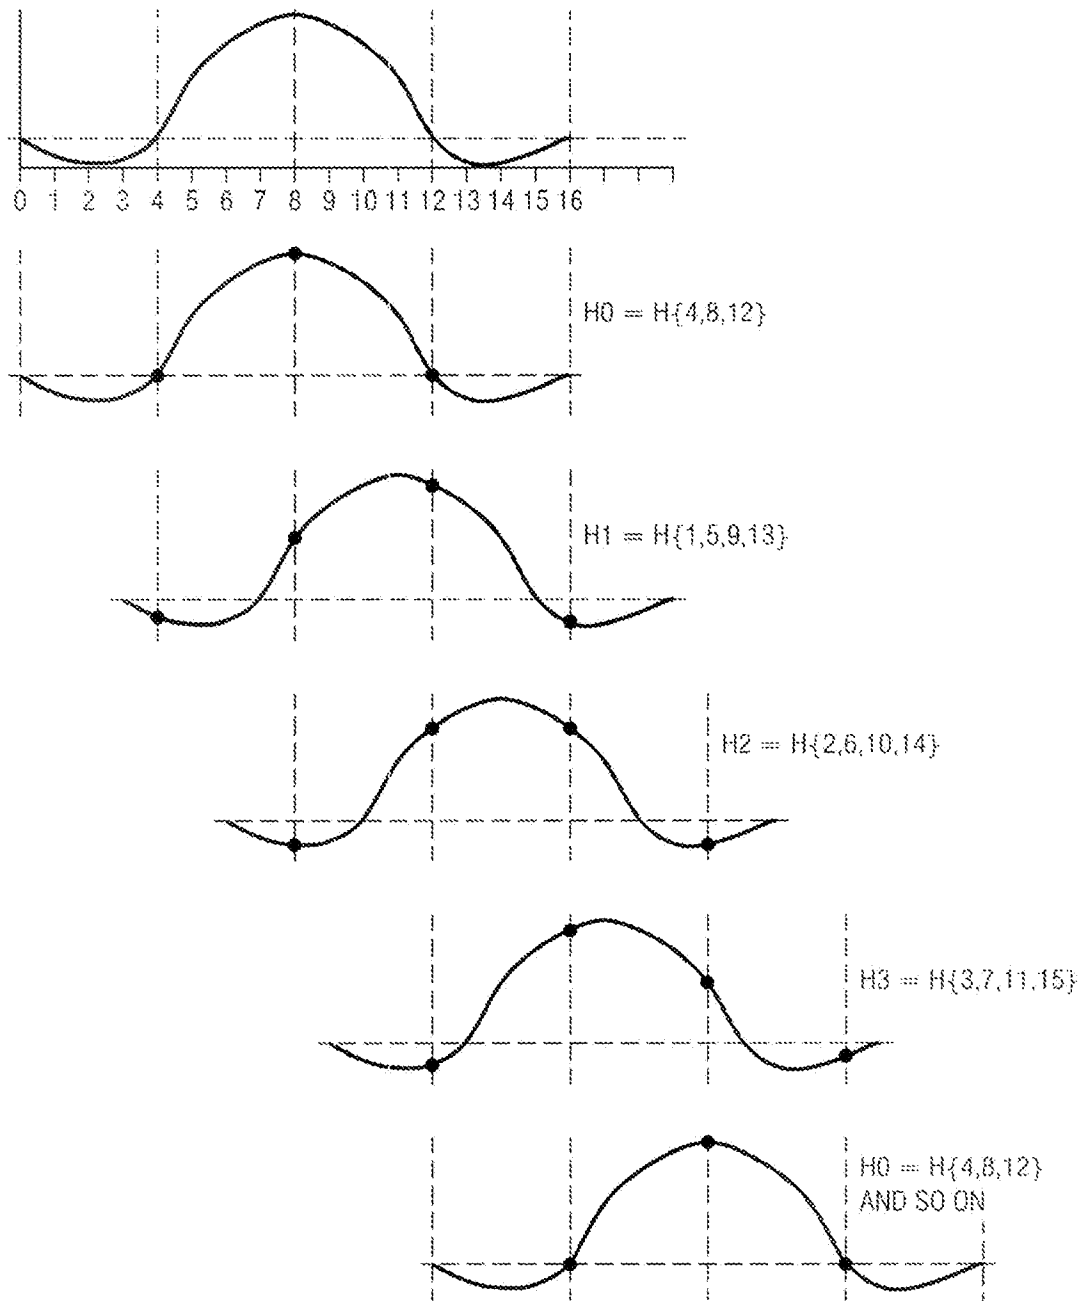 0 1 2 3 4 5 6 7 8 9 10 11 12 13 14 15 16
H0 = H{4,8,12}
H1 = H{1,5,9,13}
H2 = H{2,6,10,14}
H3 = H{3,7,11,15}
H0 = H{4,8,12}
AND SO ON